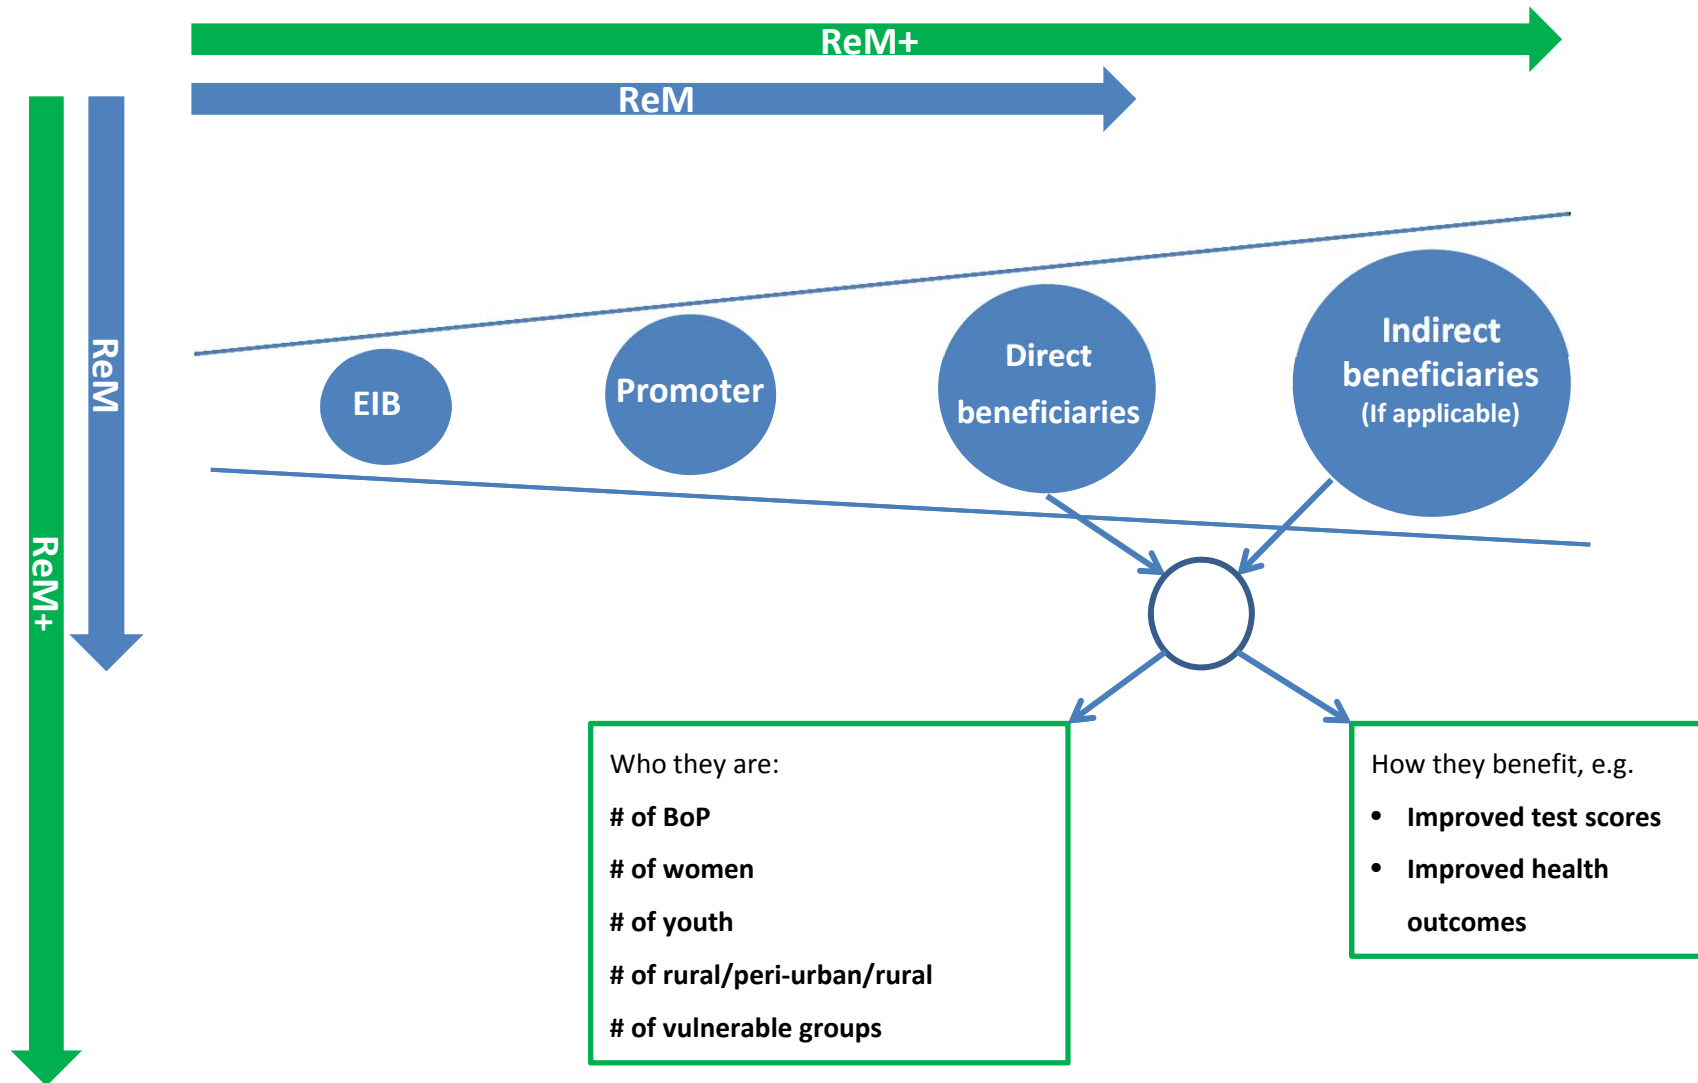 ReM+
ReM
ReM
ReM+
EIB
Promoter
Direct
beneficiaries
Indirect
beneficiaries
(If applicable)
Who they are:
# of BoP
# of women
# of youth
# of rural/peri-urban/rural
# of vulnerable groups
How they benefit, e.g.
• Improved test scores
• Improved health
outcomes